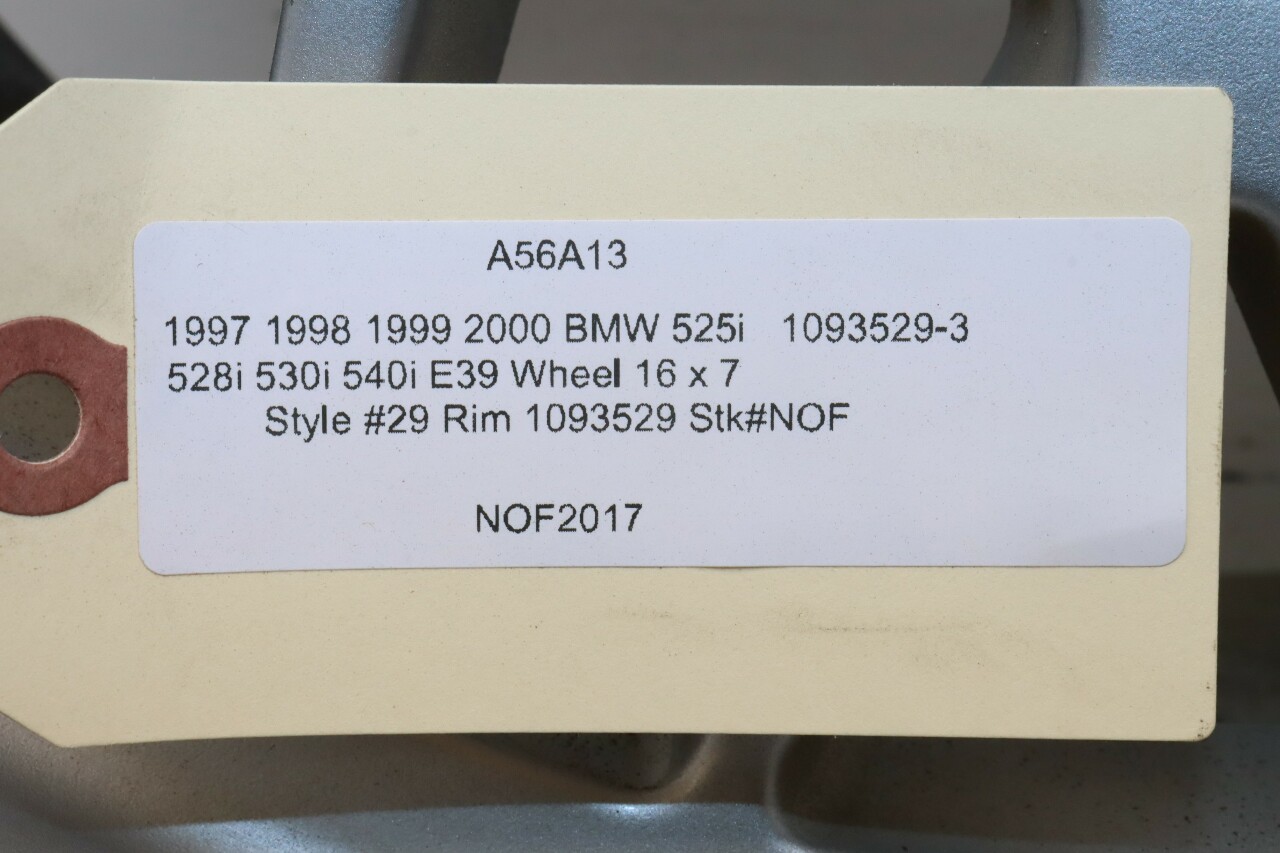 A56A13
1997 1998 1999 2000 BMW 525i 1093529-3
528i 530i 540i E39 Wheel 16 x 7
Style #29 Rim 1093529 Stk#NOF
NOF2017